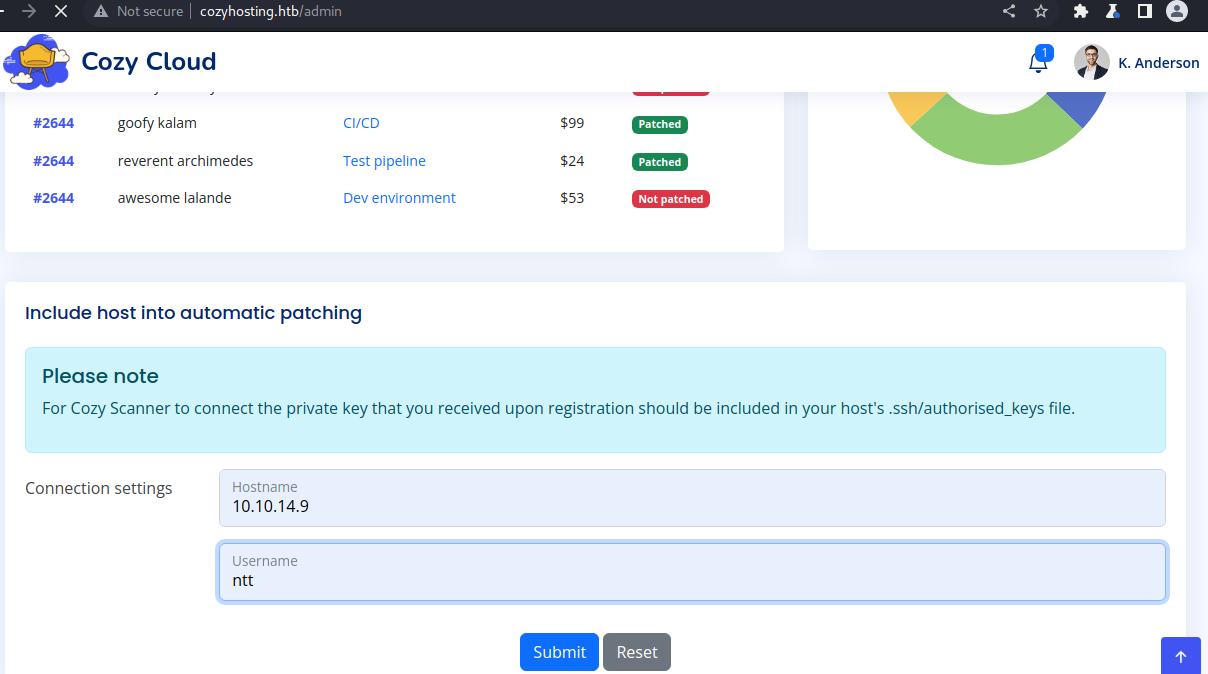 Not secure cozyhosting.htb/admin
Cozy Cloud
1
K. Anderson
#2644 goofy kalam CI/CD $99 Patched
#2644 reverent archimedes Test pipeline $24 Patched
#2644 awesome lalande Dev environment $53 Not patched
Include host into automatic patching
Please note
For Cozy Scanner to connect the private key that you received upon registration should be included in your host's .ssh/authorised_keys file.
Connection settings
Hostname
10.10.14.9
Username
ntt
Submit Reset